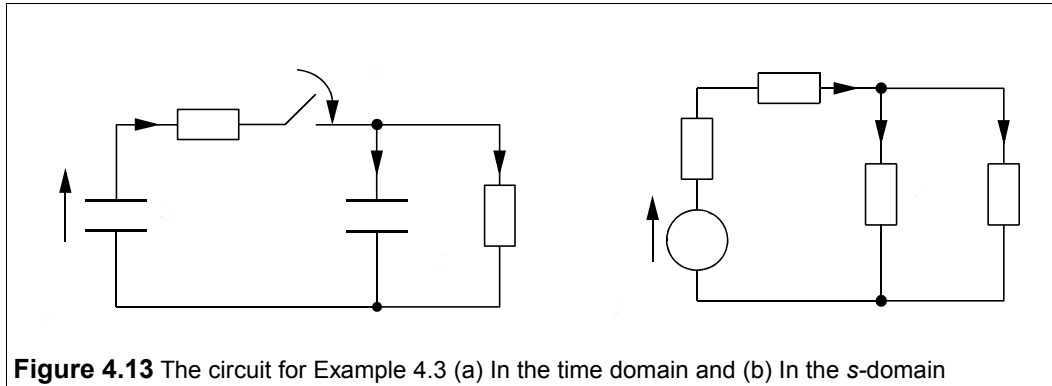 Figure 4.13 The circuit for Example 4.3 (a) In the time domain and (b) In the s-domain